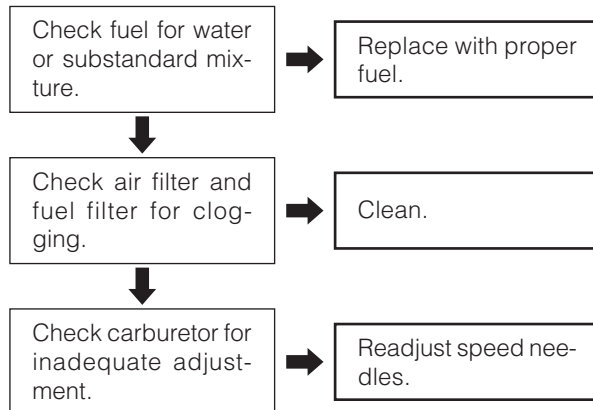 Check fuel for water
or substandard mix-
ture.
Replace with proper
fuel.
Check air filter and
fuel filter for clog-
ging.
Clean.
Check carburetor for
inadequate adjust-
ment.
Readjust speed nee-
dles.